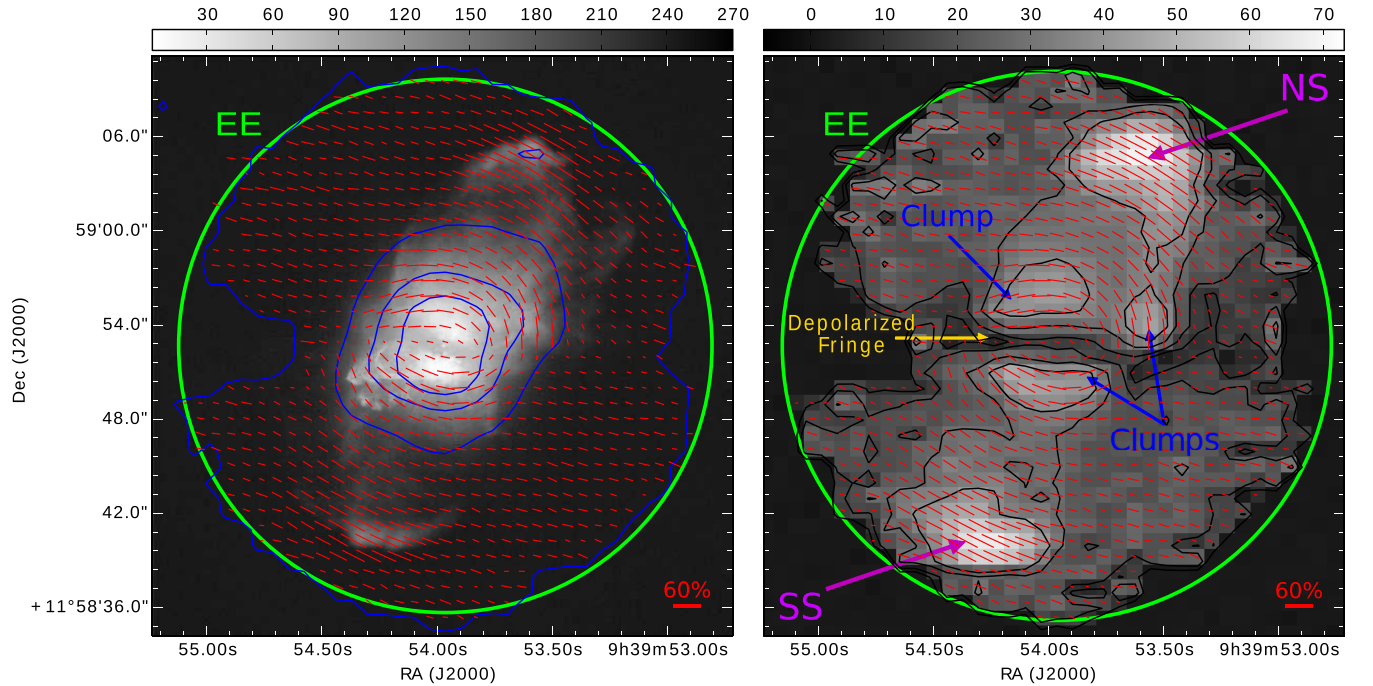 30 60 90 120 150 180 210 240 270
0 10 20 30 40 50 60 70
EE
06.0"
59'00.0"
54.0"
48.0"
42.0"
+11°58'36.0"
Dec (J2000)
60%
55.00s 54.50s 54.00s 53.50s 9h39m53.00s
RA (J2000)
EE
NS
Clump
Depolarized
Fringe
Clumps
SS
60%
55.00s 54.50s 54.00s 53.50s 9h39m53.00s
RA (J2000)